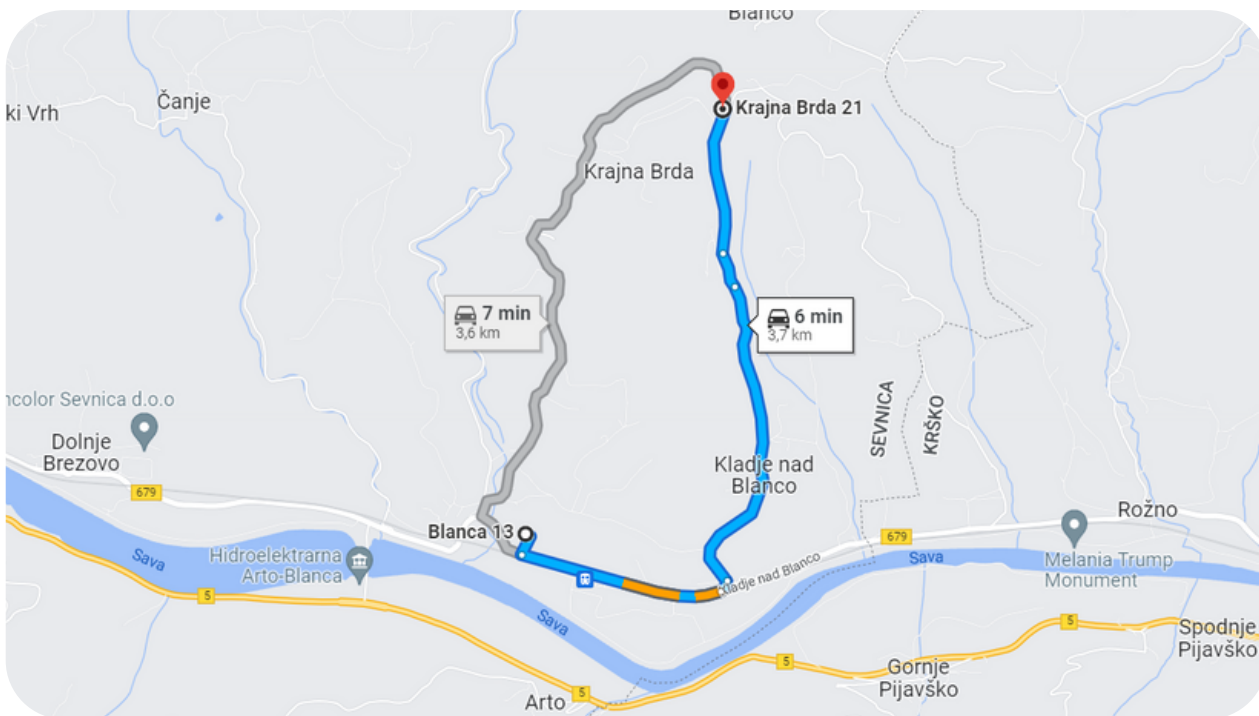 Blanco
Čanje
ki Vrh
Krajna Brda 21
Krajna Brda
7 min
3,6 km
6 min
3,7 km
SEVNICA
KRŠKO
ncolor Sevnica d.o.o
Dolnje
Brezovo
679
Kladje nad
Blanco
Blanca 13
Rožno
679
Kladje nad Blanco
Sava
Hidroelektrarna
Arto-Blanca
Sava
Melania Trump
Monument
5
Sava
5
Spodnje
Pijavško
5
Gornje
Pijavško
5
Arto